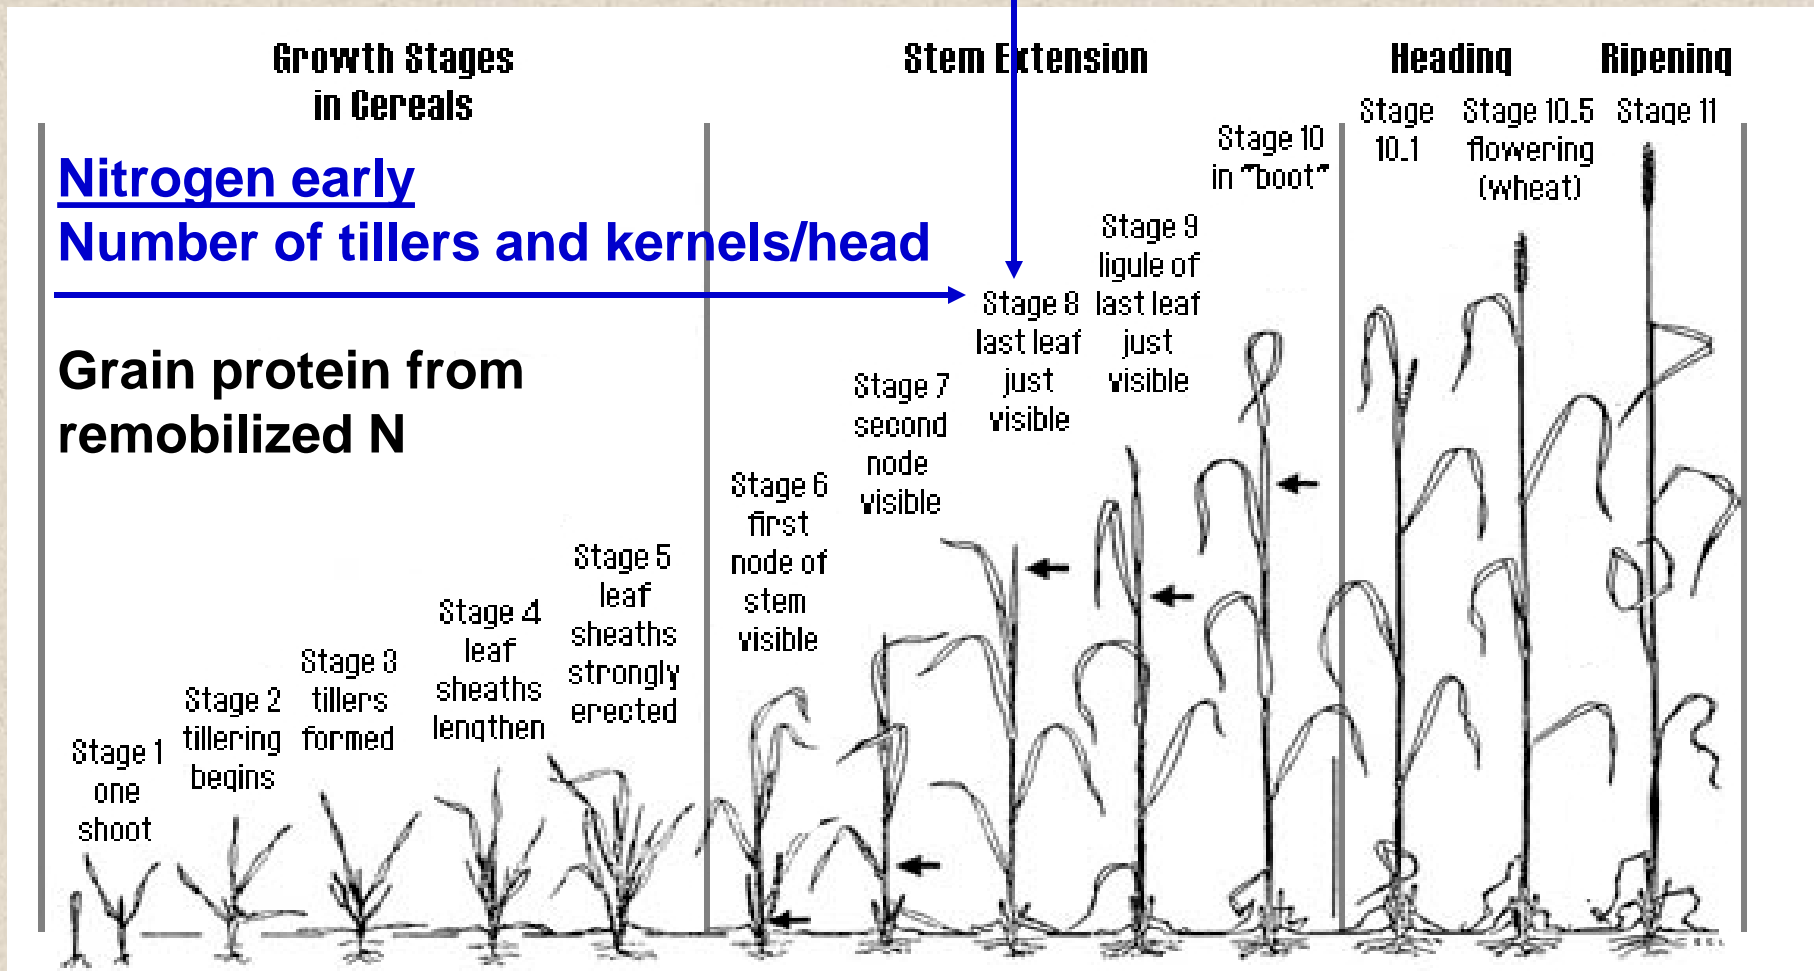 Growth Stages
in Cereals
Stem Extension
Heading
Ripening
Nitrogen early
Number of tillers and kernels/head
Grain protein from
remobilized N
Stage 1
one
shoot
Stage 2
tillering
begins
Stage 3
tillers
formed
Stage 4
leaf
sheaths
lengthen
Stage 5
leaf
sheaths
strongly
erected
Stage 6
first
node of
stem
visible
Stage 7
second
node
visible
Stage 8
last leaf
just
visible
Stage 9
ligule of
last leaf
just
visible
Stage 10
in "boot"
Stage
10.1
Stage 10.5
flowering
(wheat)
Stage 11